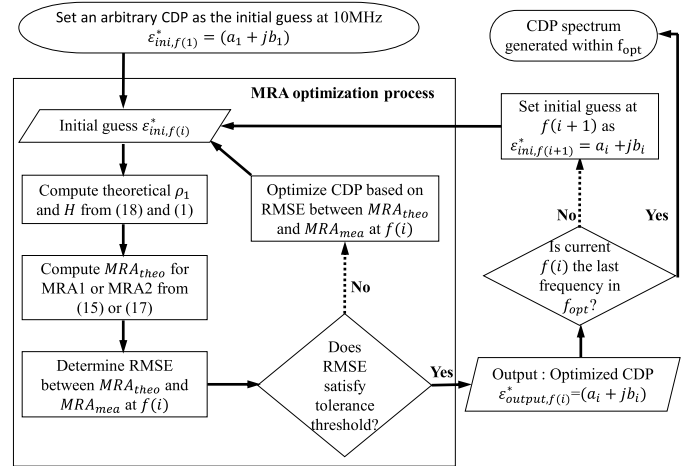 Set an arbitrary CDP as the initial guess at 10MHz
ε*ini,f(1) = (a1 + jb1)
CDP spectrum
generated within fopt
MRA optimization process
Initial guess ε*ini,f(i)
Set initial guess at
f(i + 1) as
ε*ini,f(i+1) = ai +jbi
Compute theoretical ρ1
and H from (18) and (1)
Optimize CDP based on
RMSE between MRAtheo
and MRAmea at f(i)
No
Yes
Compute MRAtheo for
MRA1 or MRA2 from
(15) or (17)
No
Is current
f(i) the last
frequency in
fopt?
Determine RMSE
between MRAtheo and
MRAmea at f(i)
Does
RMSE
satisfy
tolerance
threshold?
Yes
Output : Optimized CDP
ε*output,f(i)=(ai + jbi)